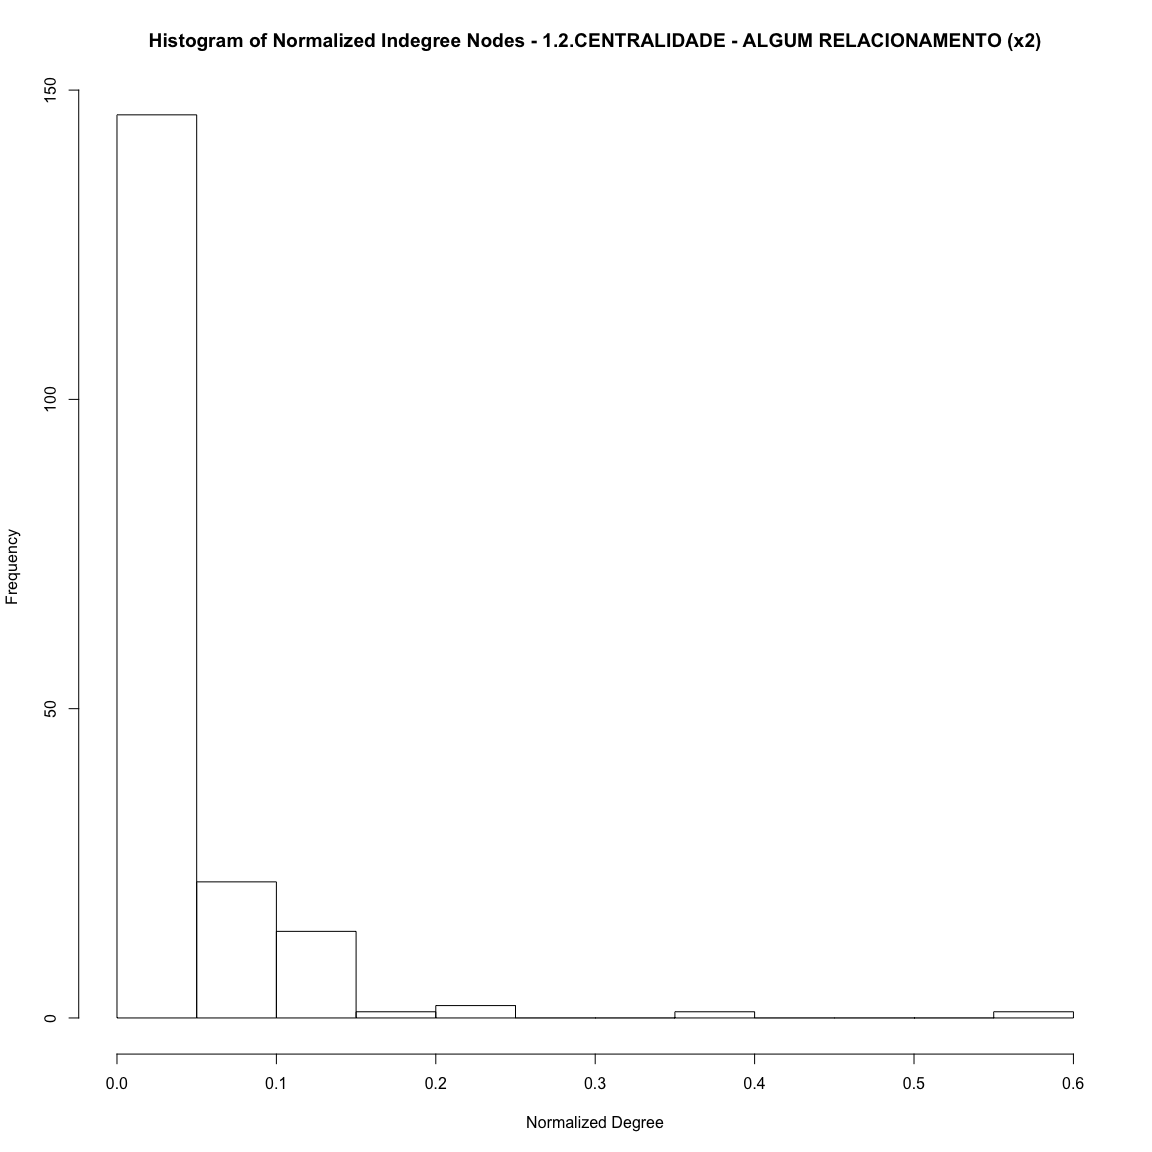 Histogram of Normalized Indegree Nodes - 1.2.CENTRALIDADE - ALGUM RELACIONAMENTO (x2)
150
100
50
0
Frequency
0.0 0.1 0.2 0.3 0.4 0.5 0.6
Normalized Degree